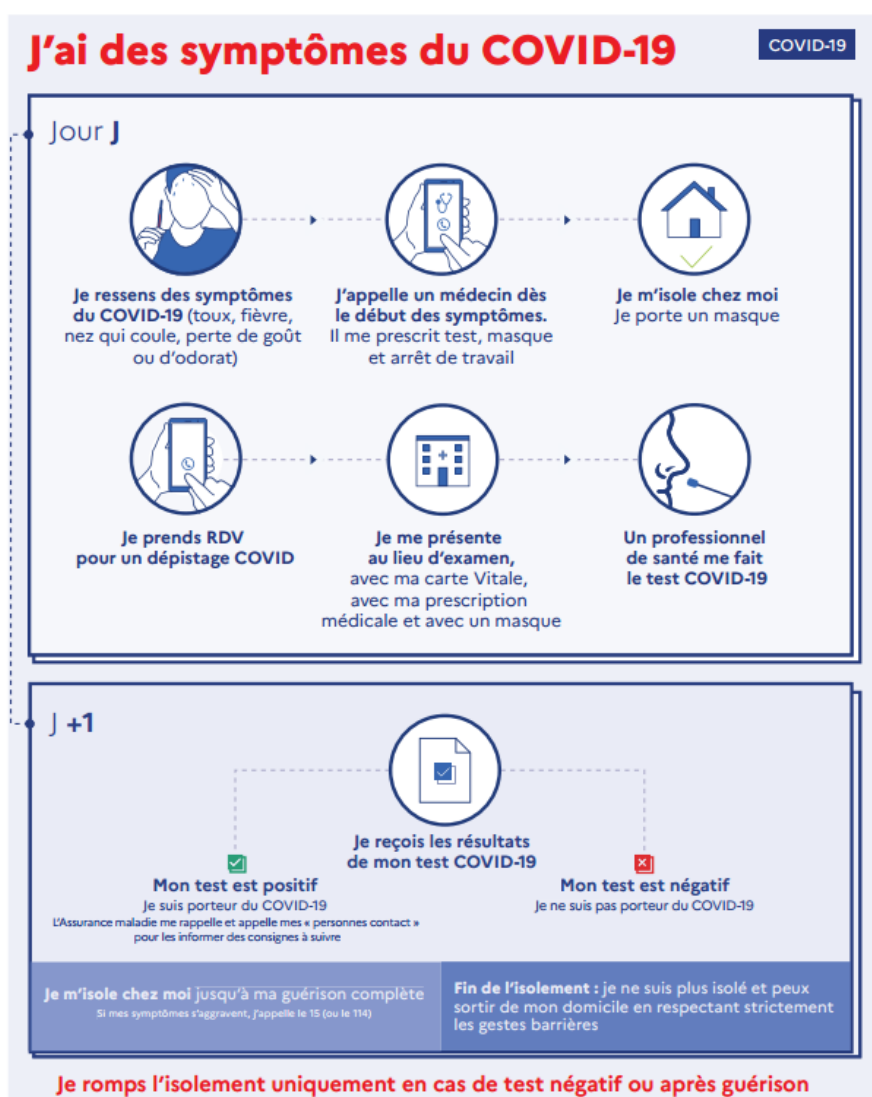 J'ai des symptômes du COVID-19
COVID-19
Jour J
Je ressens des symptômes
du COVID-19 (toux, fièvre,
nez qui coule, perte de goût
ou d'odorat)
J'appelle un médecin dès
le début des symptômes.
Il me prescrit test, masque
et arrêt de travail
Je m'isole chez moi
Je porte un masque
Je prends RDV
pour un dépistage COVID
Je me présente
au lieu d'examen,
avec ma carte Vitale,
avec ma prescription
médicale et avec un masque
Un professionnel
de santé me fait
le test COVID-19
J +1
Je reçois les résultats
de mon test COVID-19
Mon test est positif
Je suis porteur du COVID-19
L'Assurance maladie me rappelle et appelle mes « personnes contact »
pour les informer des consignes à suivre
Mon test est négatif
Je ne suis pas porteur du COVID-19
Je m'isole chez moi jusqu'à ma guérison complète
Si mes symptômes s'aggravent, j'appelle le 15 (ou le 114)
Fin de l'isolement : je ne suis plus isolé et peux
sortir de mon domicile en respectant strictement
les gestes barrières
Je romps l'isolement uniquement en cas de test négatif ou après guérison